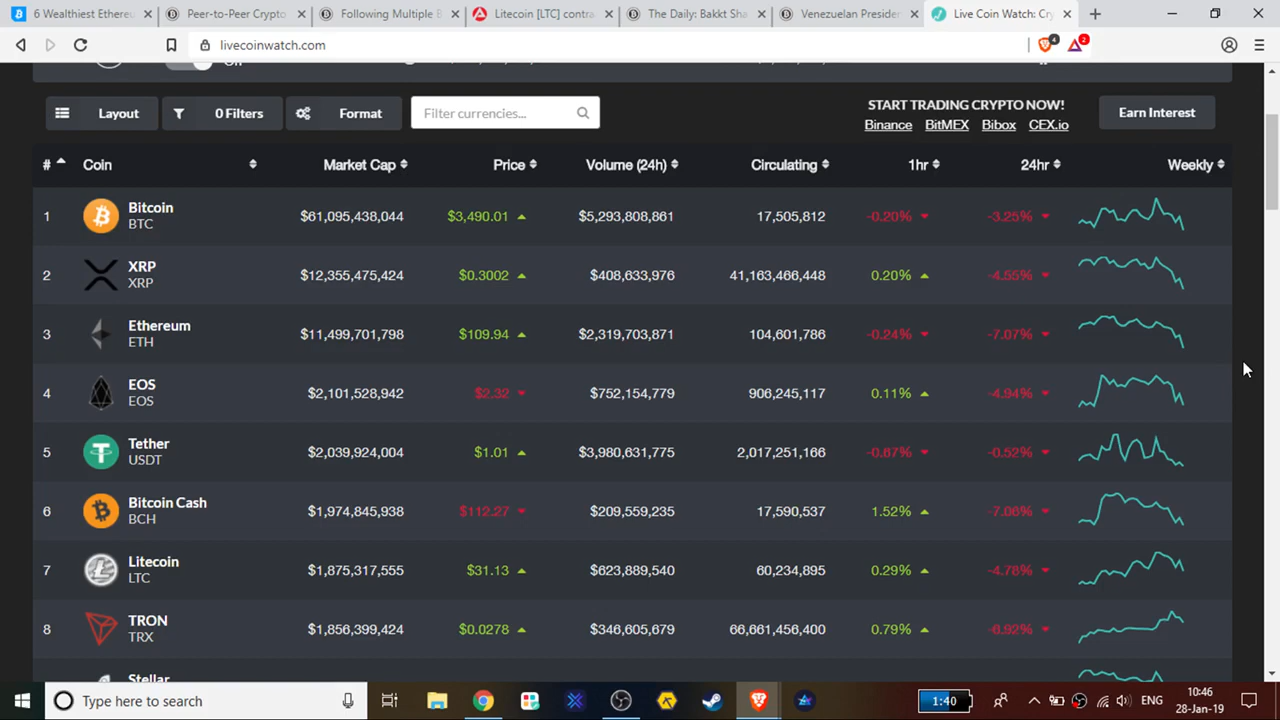 6 Wealthiest Ethere
Peer-to-Peer Crypto
Following Multiple B
Litecoin [LTC] contra
The Daily: Bakkt Sha
Venezuelan Presiden
Live Coin Watch: Cry
livecoinwatch.com
4
2
Layout
0 Filters
Format
Filter currencies...
START TRADING CRYPTO NOW!
Binance BitMEX Bibox CEX.io
Earn Interest
# Coin Market Cap Price Volume (24h) Circulating 1hr 24hr Weekly
1 Bitcoin BTC $61,095,438,044 $3,490.01 $5,293,808,861 17,505,812 -0.20% -3.25%
2 XRP XRP $12,355,475,424 $0.3002 $408,633,976 41,163,466,448 0.20% -4.55%
3 Ethereum ETH $11,499,701,798 $109.94 $2,319,703,871 104,601,786 -0.24% -7.07%
4 EOS EOS $2,101,528,942 $2.32 $752,154,779 906,245,117 0.11% -4.94%
5 Tether USDT $2,039,924,004 $1.01 $3,980,631,775 2,017,251,166 -0.67% -0.52%
6 Bitcoin Cash BCH $1,974,845,938 $112.27 $209,559,235 17,590,537 1.52% -7.06%
7 Litecoin LTC $1,875,317,555 $31.13 $623,889,540 60,234,895 0.29% -4.78%
8 TRON TRX $1,856,399,424 $0.0278 $346,605,679 66,661,456,400 0.79% -6.92%
Stellar
Type here to search
1:40
ENG
10:46
28-Jan-19